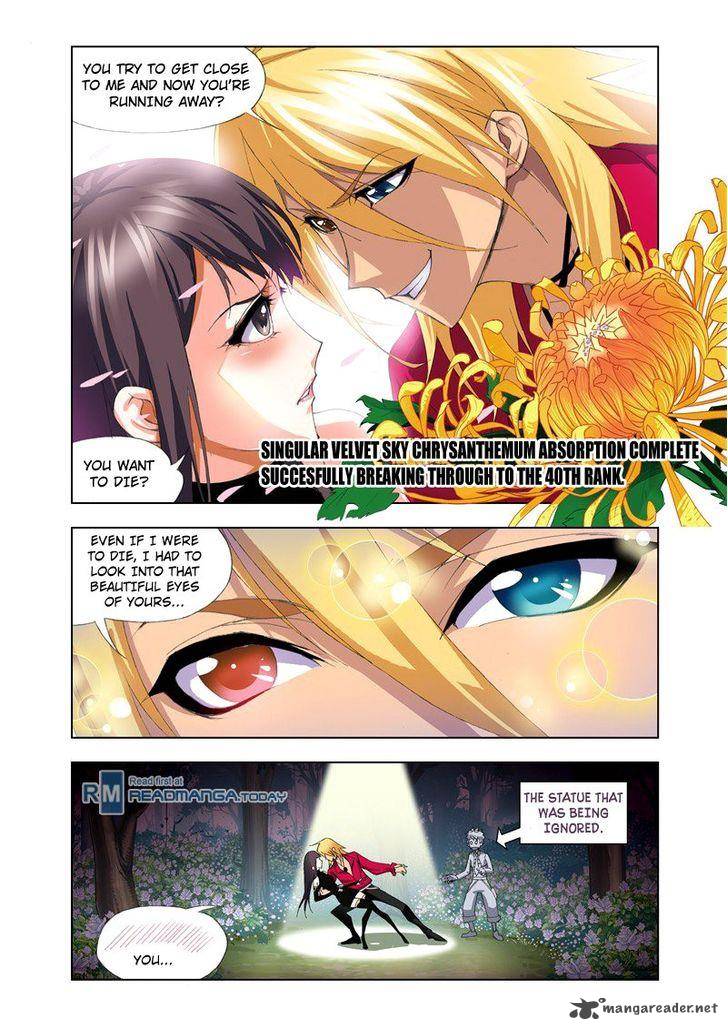 YOU TRY TO GET CLOSE
TO ME AND NOW YOU'RE
RUNNING AWAY?
YOU WANT
TO DIE?
SINGULAR VELVET SKY CHRYSANTHEMUM ABSORPTION COMPLETE
SUCCESFULLY BREAKING THROUGH TO THE 40TH RANK.
EVEN IF I WERE
TO DIE, I HAD TO
LOOK INTO THAT
BEAUTIFUL EYES
OF YOURS...
RM
Read first at
READMANGA.TODAY
THE STATUE THAT
WAS BEING
IGNORED.
YOU...
mangareader.net